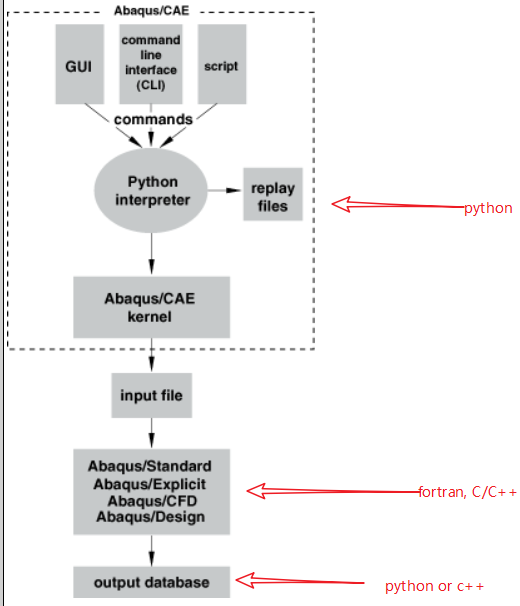 Abaqus/CAE
GUI
command
line
interface
(CLI)
script
commands
Python
interpreter
replay
files
python
Abaqus/CAE
kernel
input file
Abaqus/Standard
Abaqus/Explicit
Abaqus/CFD
Abaqus/Design
fortran, C/C++
output database
python or c++